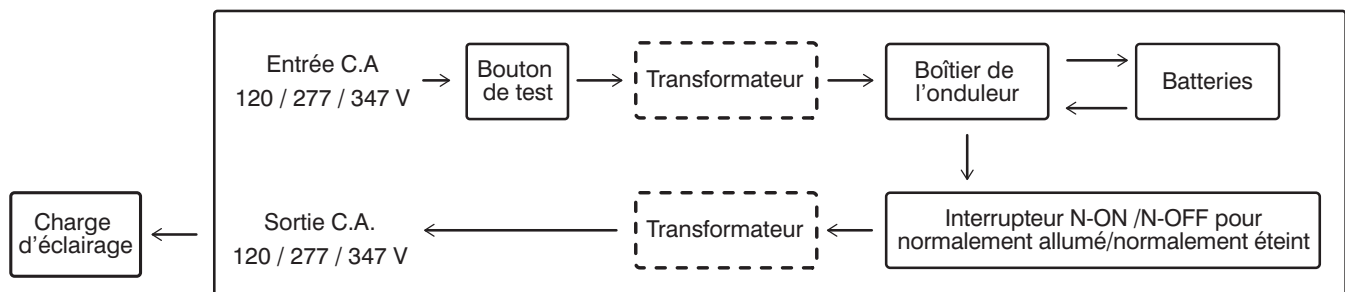 Entrée C.A
120 / 277 / 347 V
Bouton
de test
Transformateur
Boîtier de
l'onduleur
Batteries
Charge
d'éclairage
Sortie C.A.
120 / 277 / 347 V
Transformateur
Interrupteur N-ON /N-OFF pour
normalement allumé/normalement éteint